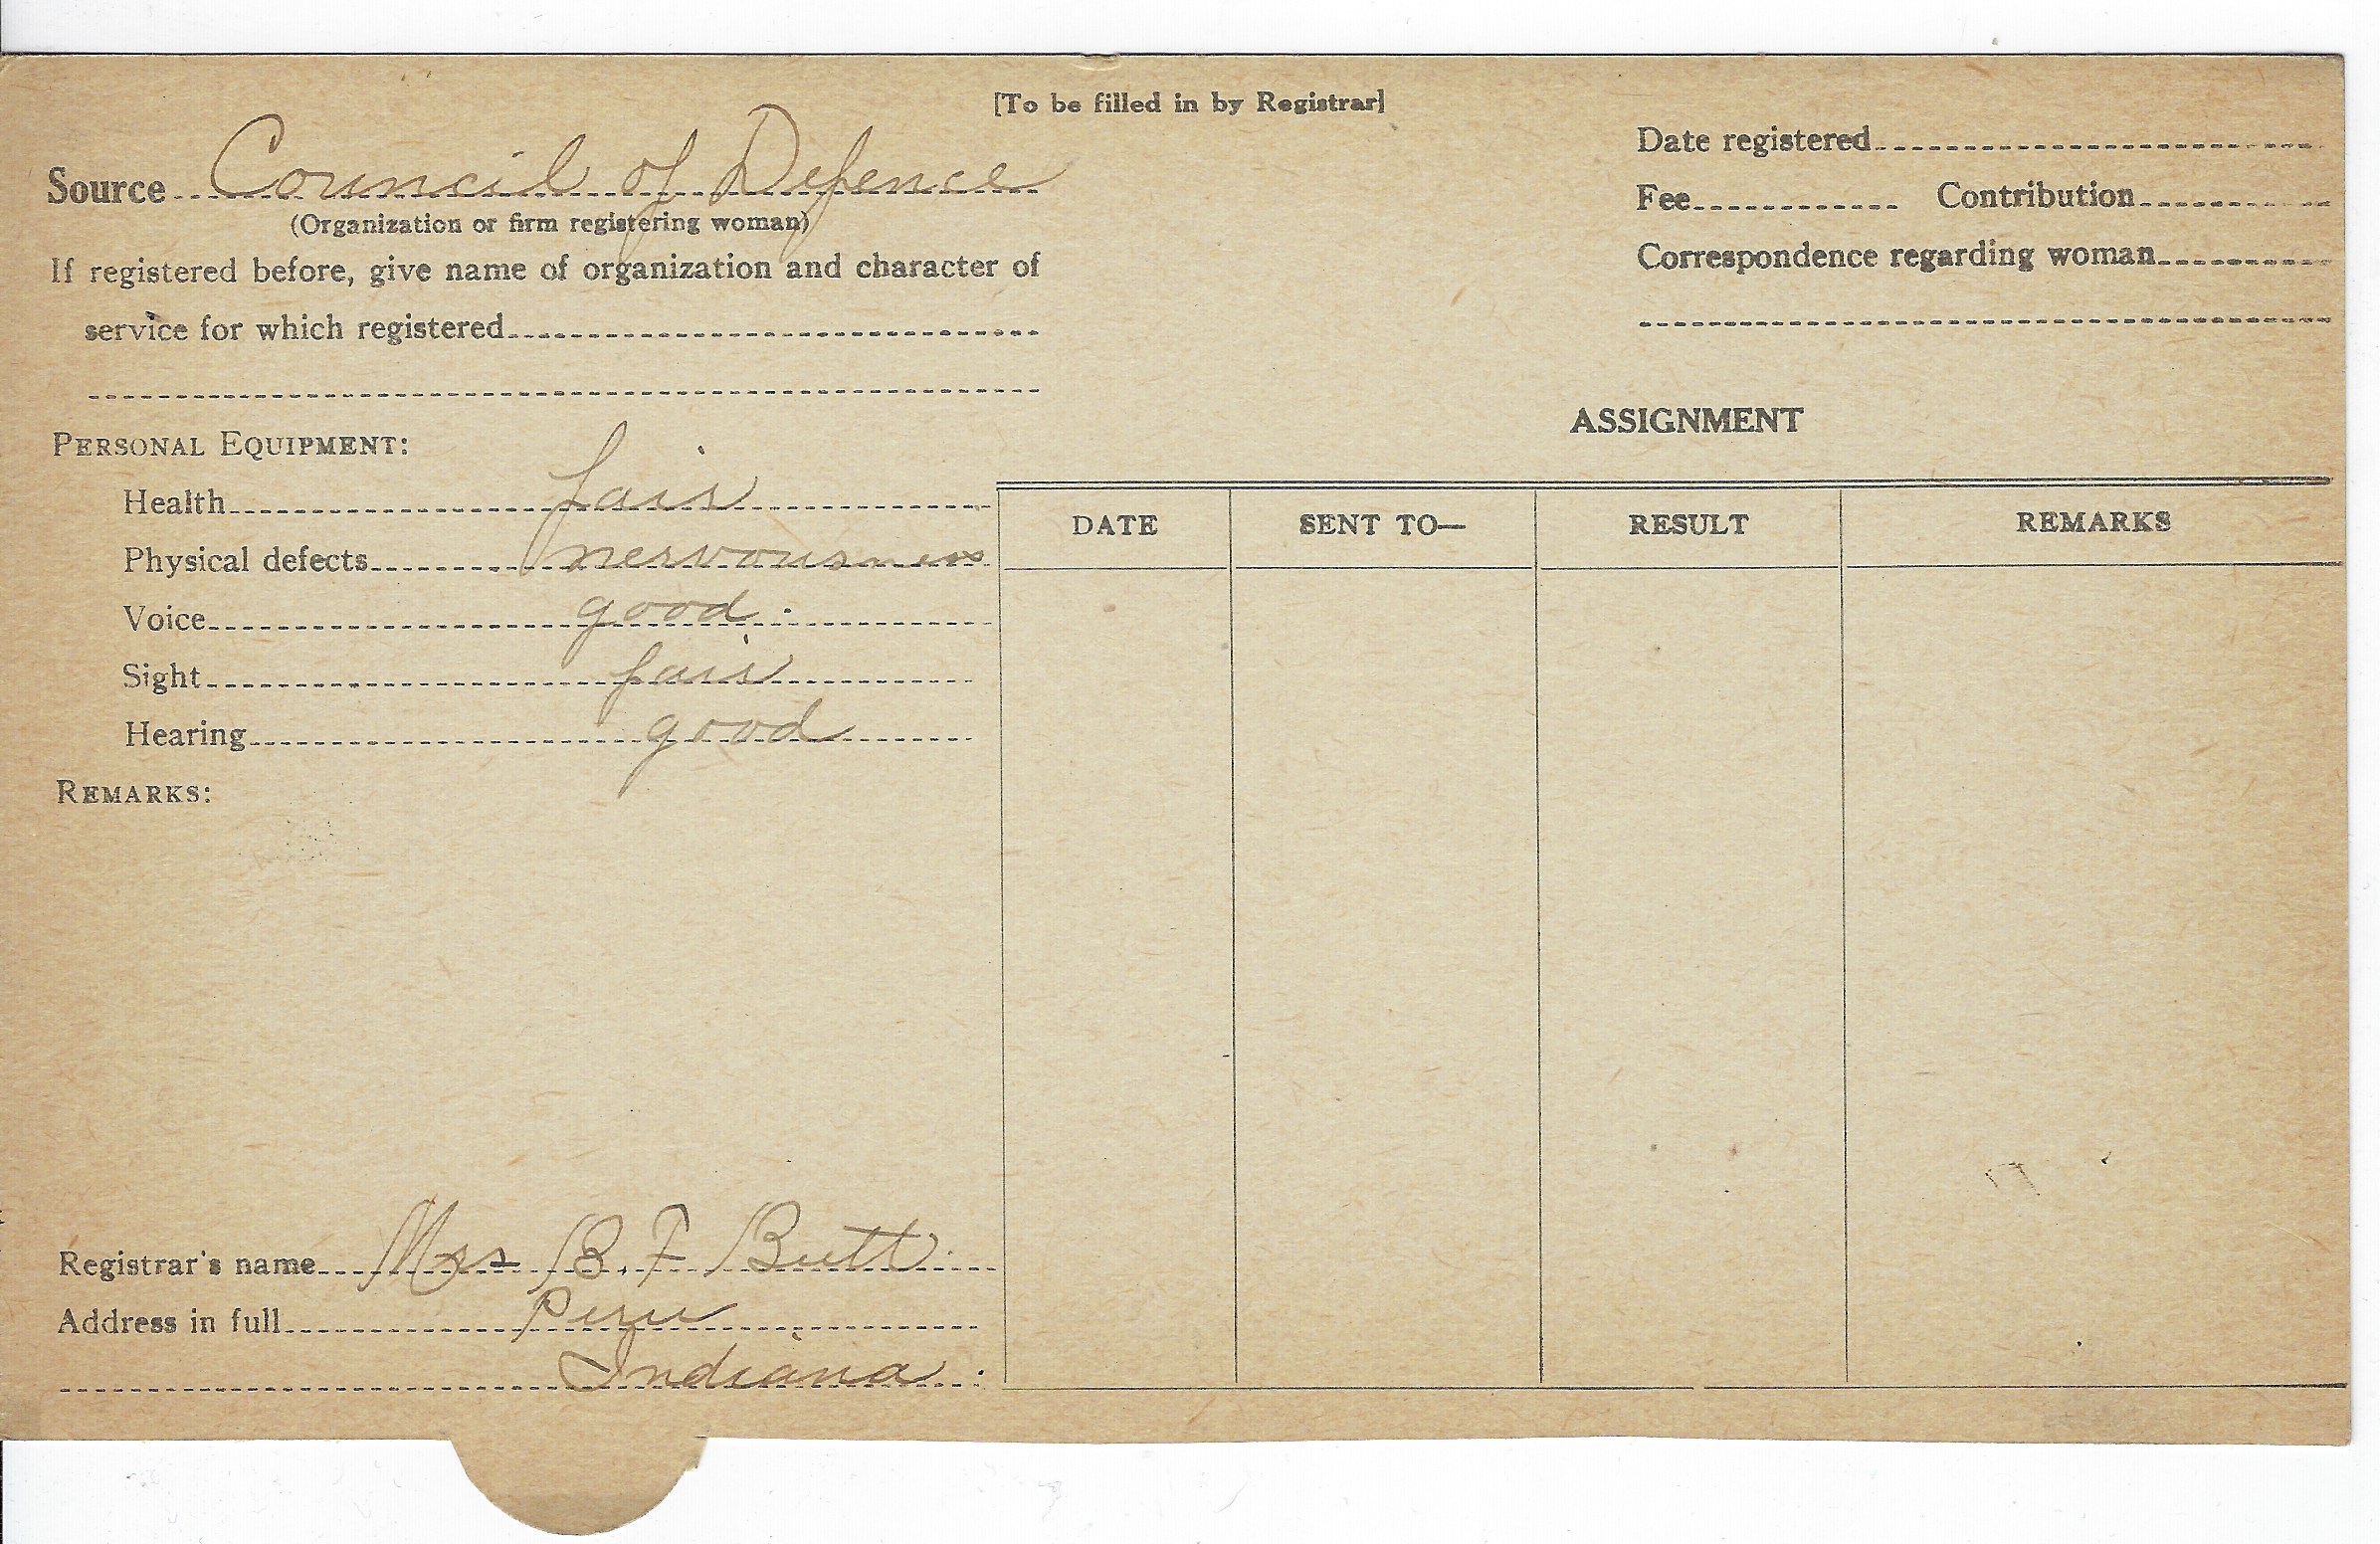 [To be filled in by Registrar]
Source Council of Defence
(Organization or firm registering woman)
If registered before, give name of organization and character of
service for which registered
Date registered
Fee Contribution
Correspondence regarding woman
PERSONAL EQUIPMENT:
Health fair
Physical defects nervousness
Voice good
Sight fair
Hearing good
REMARKS:
Registrar's name Mrs B. F Butt
Address in full Peru
Indiana
ASSIGNMENT
DATE SENT TO— RESULT REMARKS